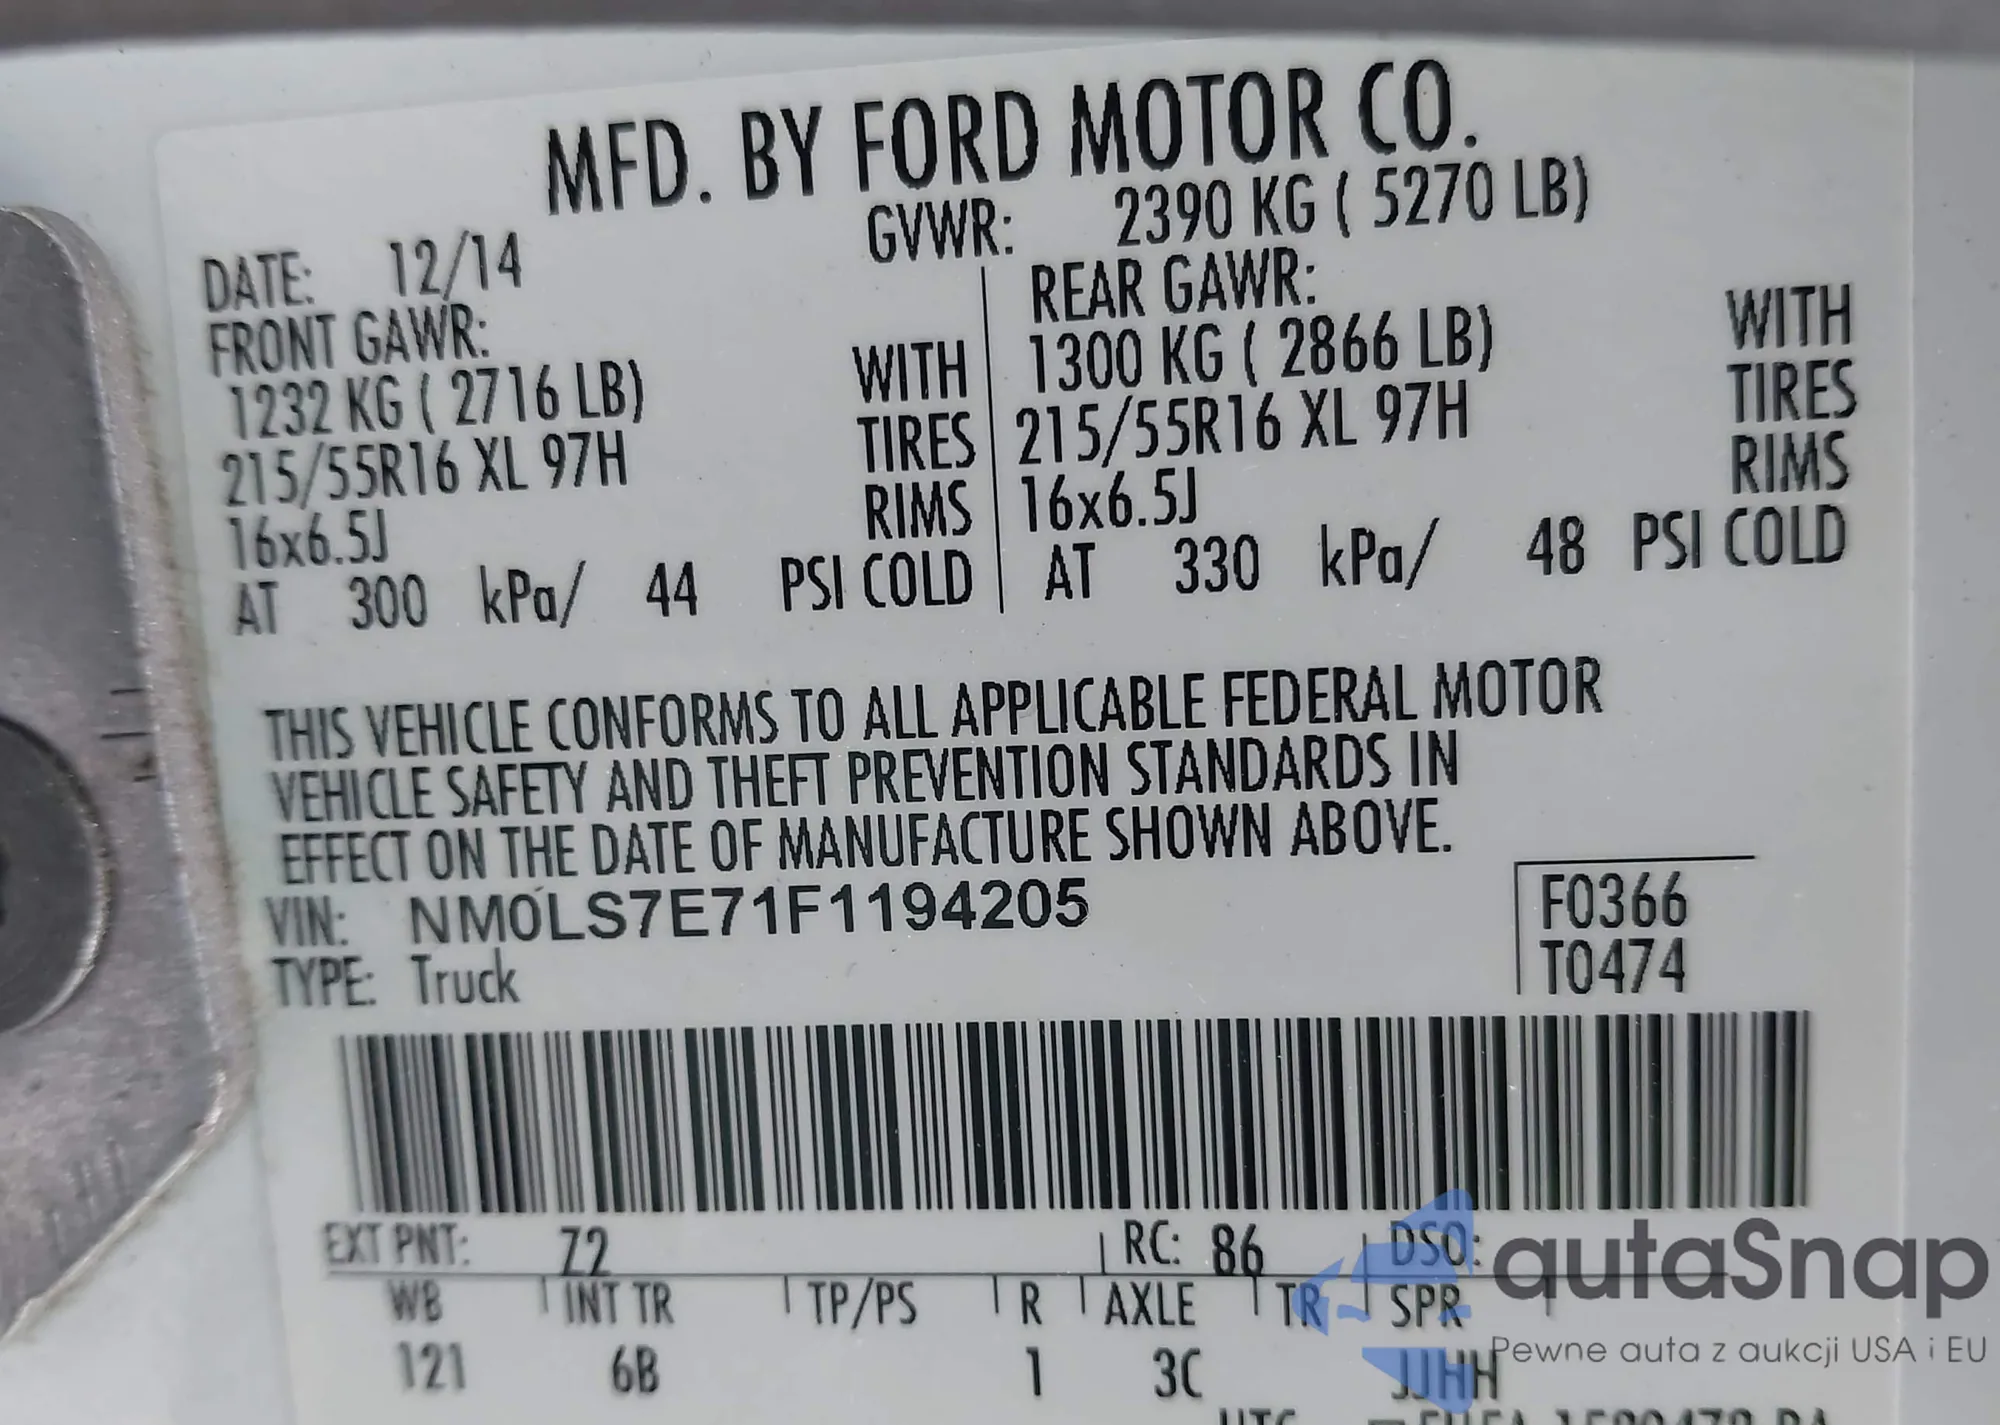 MFD. BY FORD MOTOR CO.
DATE: 12/14 GVWR: 2390 KG ( 5270 LB)
FRONT GAWR: REAR GAWR:
1232 KG ( 2716 LB) WITH 1300 KG ( 2866 LB) WITH
215/55R16 XL 97H TIRES 215/55R16 XL 97H TIRES
16x6.5J RIMS 16x6.5J RIMS
AT 300 kPa/ 44 PSI COLD AT 330 kPa/ 48 PSI COLD
THIS VEHICLE CONFORMS TO ALL APPLICABLE FEDERAL MOTOR
VEHICLE SAFETY AND THEFT PREVENTION STANDARDS IN
EFFECT ON THE DATE OF MANUFACTURE SHOWN ABOVE.
VIN: NM0LS7E71F1194205 F0366
TYPE: Truck T0474
EXT PNT: Z2 RC: 86 DSO:
WB INT TR TP/PS R AXLE TR SPR
121 6B 1 3C JJHH
autaSnap
Pewne auta z aukcji USA i EU